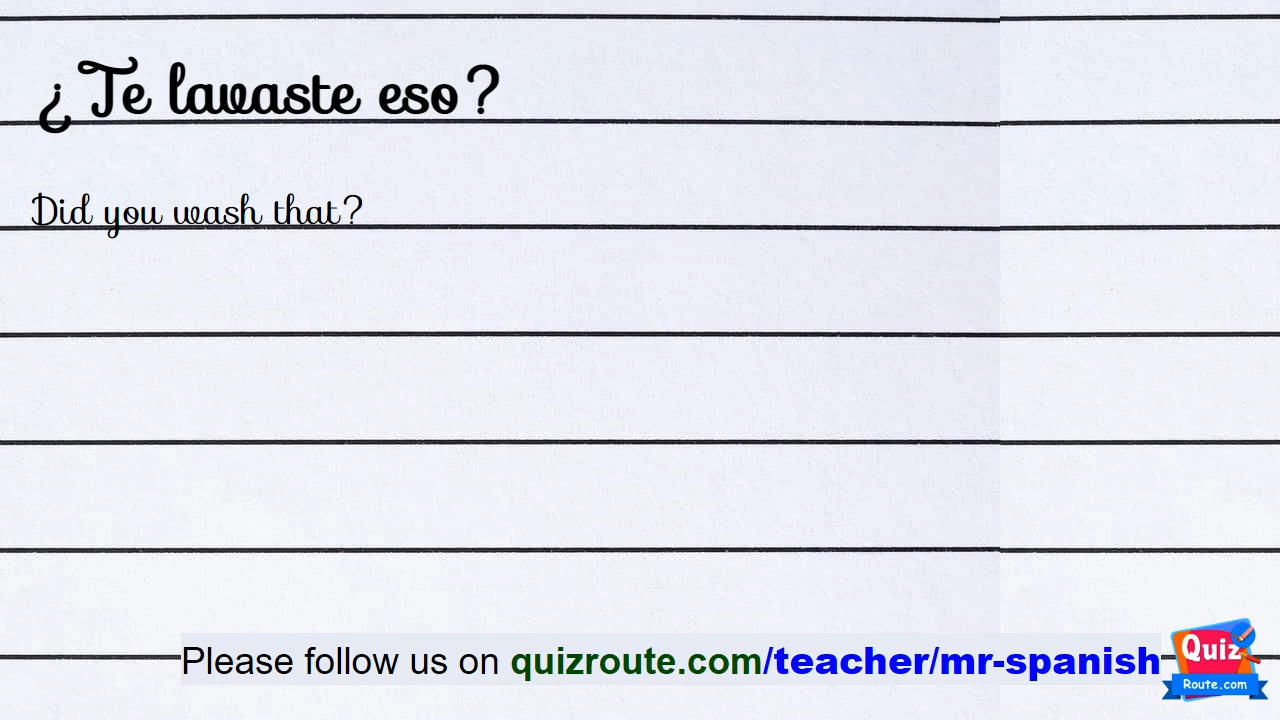 ¿Te lavaste eso?
Did you wash that?
Please follow us on quizroute.com/teacher/mr-spanish
Quiz
Route.com